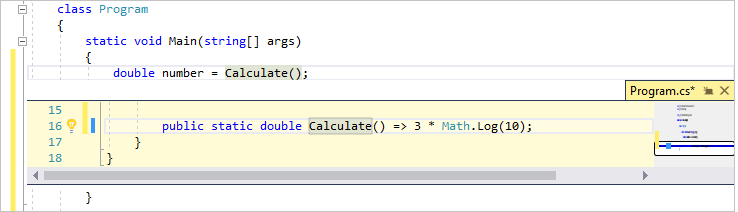 class Program
{
static void Main(string[] args)
{
double number = Calculate();
Program.cs*
15
16 public static double Calculate() => 3 * Math.Log(10);
17 }
18 }
}